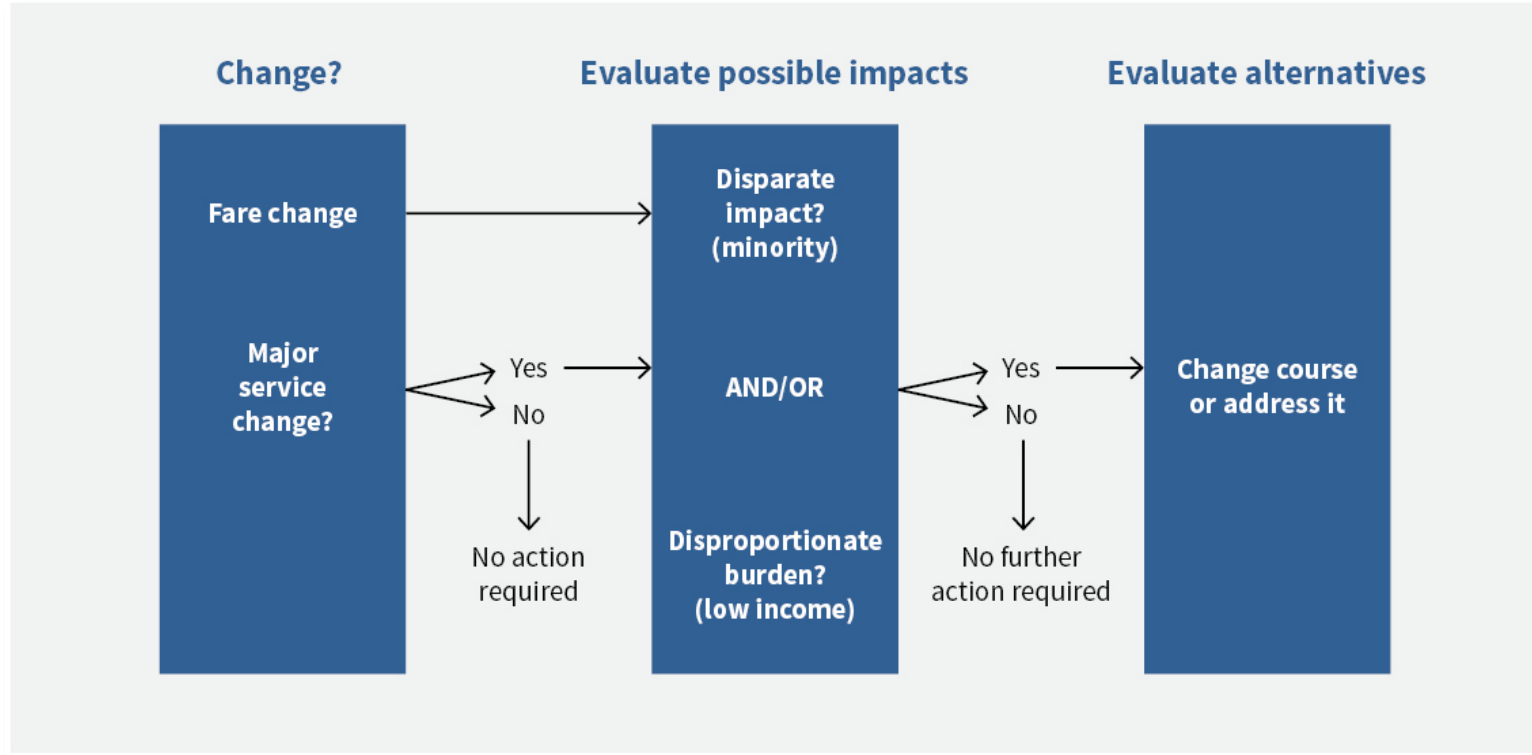 Change?
Evaluate possible impacts
Evaluate alternatives
Fare change
Major
service
change?
Yes
No
No action
required
Disparate
impact?
(minority)
AND/OR
Disproportionate
burden?
(low income)
Yes
No
No further
action required
Change course
or address it